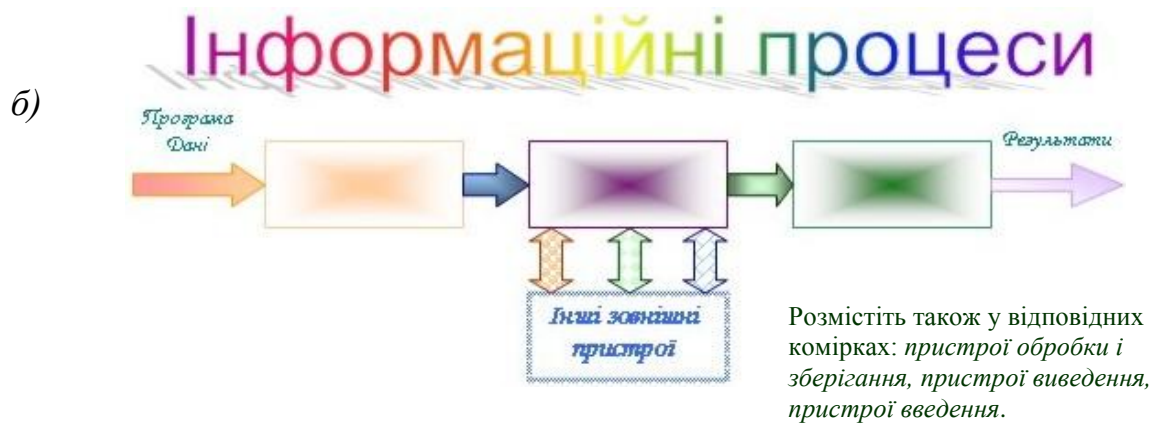 Інформаційні процеси
б)
Програма
Дані
Результати
Інші зовнішні
пристрої
Розмістіть також у відповідних
комірках: пристрої обробки і
зберігання, пристрої виведення,
пристрої введення.